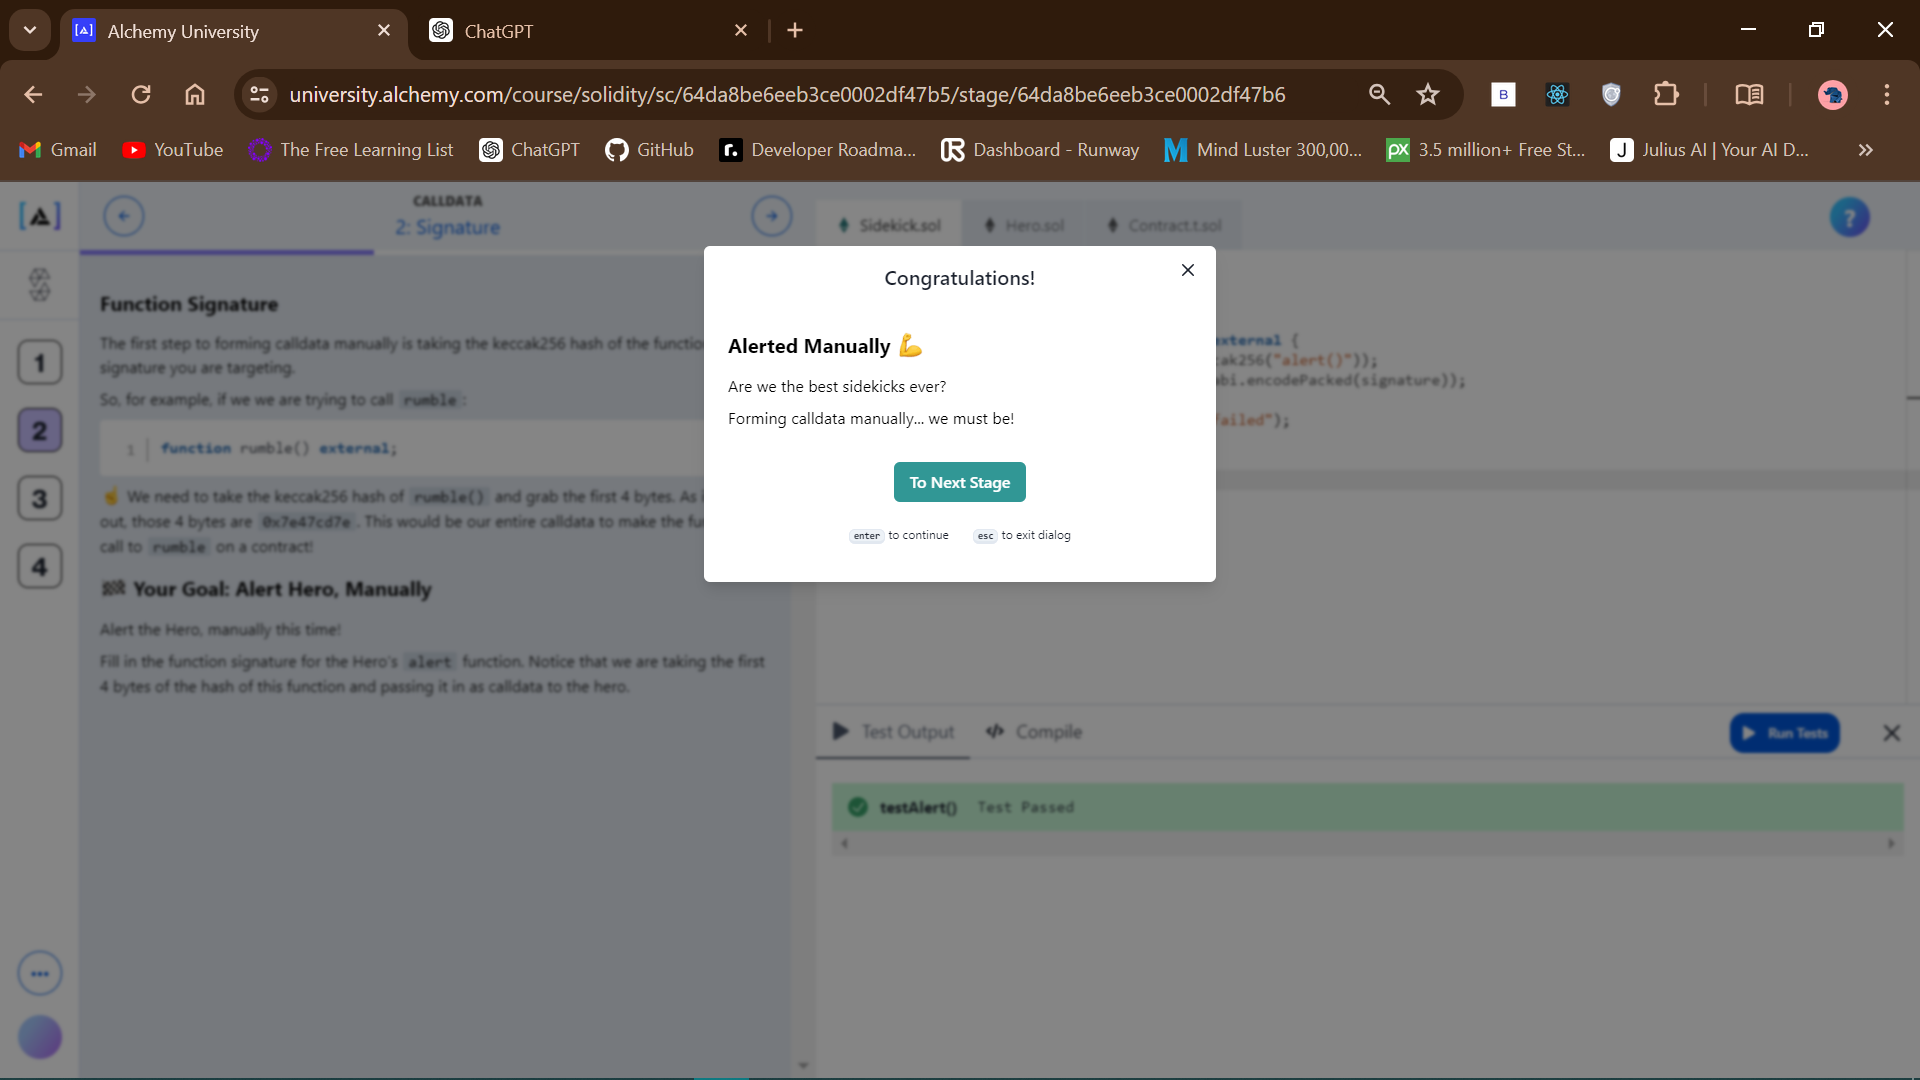 Alchemy University
ChatGPT
university.alchemy.com/course/solidity/sc/64da8be6eeb3ce0002df47b5/stage/64da8be6eeb3ce0002df47b6
B
Gmail
YouTube
The Free Learning List
ChatGPT
GitHub
r.
Developer Roadma...
Dashboard - Runway
Mind Luster 300,00...
px
3.5 million+ Free St...
J
Julius AI | Your AI D...
CALLDATA
2: Signature
Sidekick.sol
Hero.sol
Contract.t.sol
?
1
2
3
4
Function Signature
The first step to forming calldata manually is taking the keccak256 hash of the functio
signature you are targeting.
So, for example, if we we are trying to call rumble :
1 function rumble() external;
☝ We need to take the keccak256 hash of rumble() and grab the first 4 bytes. As
out, those 4 bytes are 0x7e47cd7e . This would be our entire calldata to make the fu
call to rumble on a contract!
🏁 Your Goal: Alert Hero, Manually
Alert the Hero, manually this time!
Fill in the function signature for the Hero's alert function. Notice that we are taking the first
4 bytes of the hash of this function and passing it in as calldata to the hero.
external {
cak256("alert()"));
abi.encodePacked(signature));
failed");
Congratulations!
Alerted Manually 💪
Are we the best sidekicks ever?
Forming calldata manually... we must be!
To Next Stage
enter to continue
esc to exit dialog
Test Output
Compile
Run Tests
testAlert() Test Passed